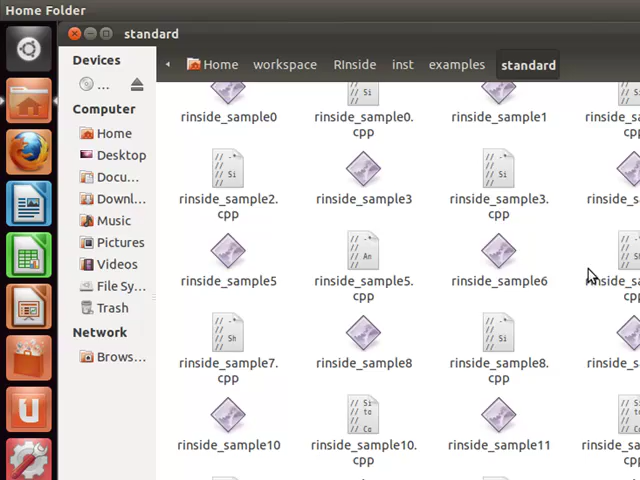 Home Folder
standard
Devices
...
Computer
Home
Desktop
Docu...
Downl...
Music
Pictures
Videos
File Sy...
Trash
Network
Brows...
Home workspace RInside inst examples standard
rinside_sample0
rinside_sample0.
cpp
rinside_sample1
rinside_sample2.
cpp
rinside_sample3
rinside_sample3.
cpp
rinside_sample5
rinside_sample5.
cpp
rinside_sample6
rinside_sample7.
cpp
rinside_sample8
rinside_sample8.
cpp
rinside_sample10
rinside_sample10.
cpp
rinside_sample11